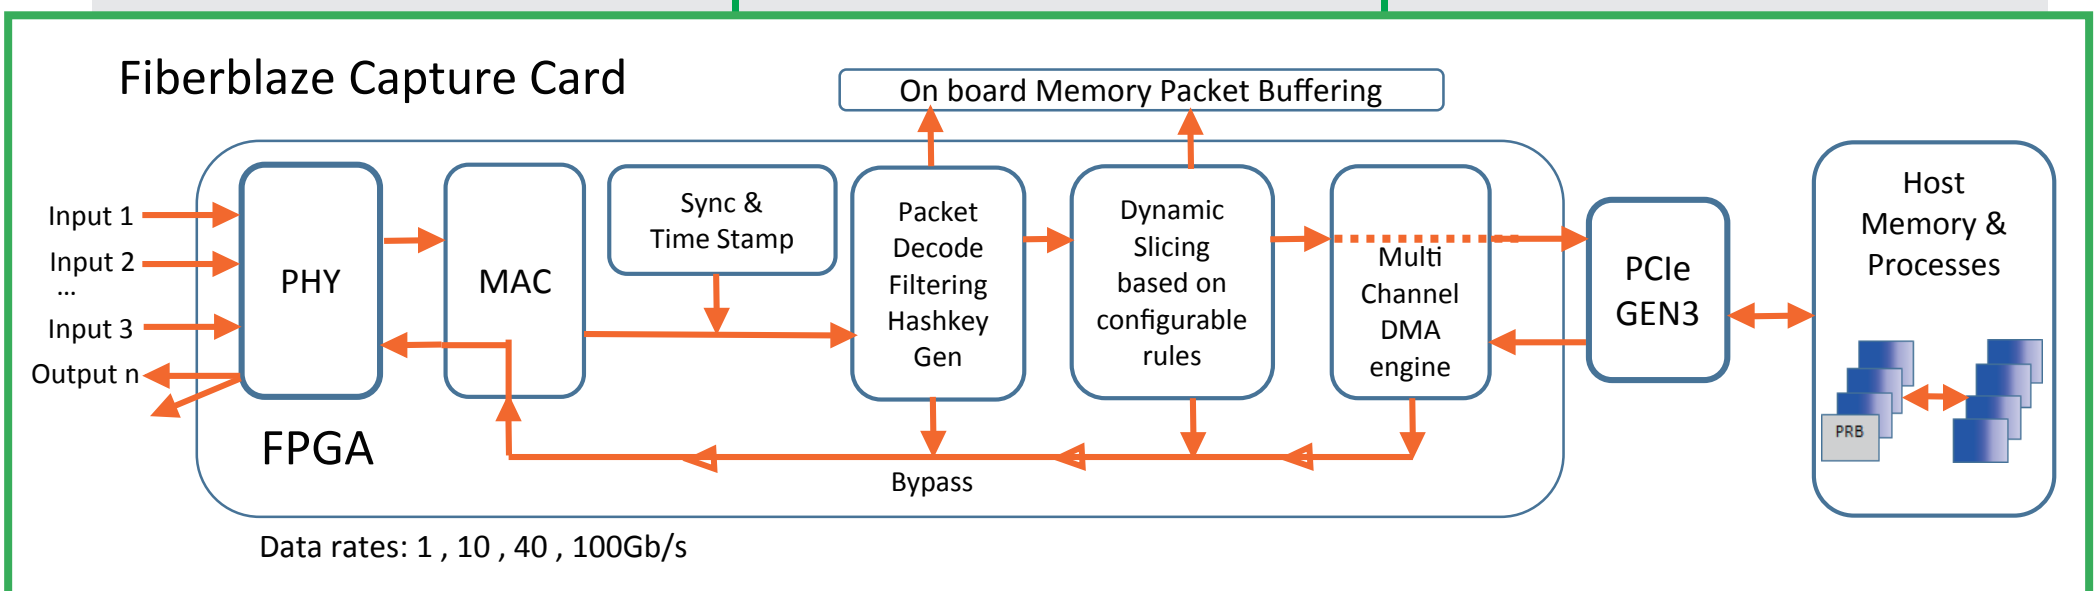 Fiberblaze Capture Card
On board Memory Packet Buffering
Input 1
Input 2
...
Input 3
Output n
PHY
MAC
Sync &
Time Stamp
Packet
Decode
Filtering
Hashkey
Gen
Dynamic
Slicing
based on
configurable
rules
Multi
Channel
DMA
engine
PCIe
GEN3
Host
Memory &
Processes
PRB
FPGA
Bypass
Data rates: 1 , 10 , 40 , 100Gb/s